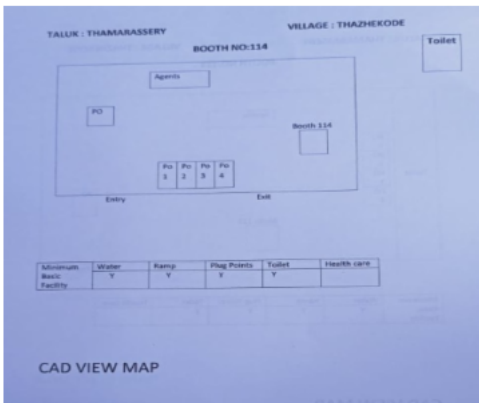 TALUK : THAMARASSERY VILLAGE : THAZHEKODE
BOOTH NO:114
Toilet
Agents
PO
Booth 114
Po 1 Po 2 Po 3 Po 4
Entry Exit
Minimum Basic Facility Water Ramp Plug Points Toilet Health care
Y Y Y Y
CAD VIEW MAP